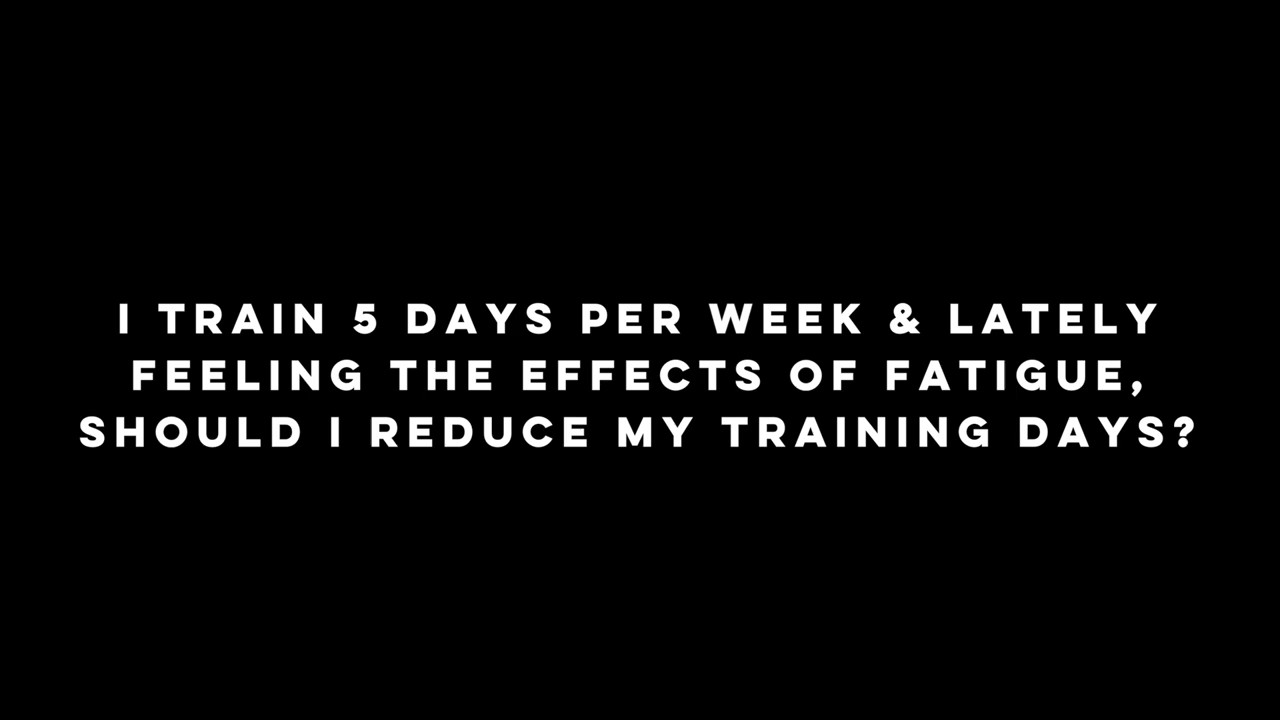 I TRAIN 5 DAYS PER WEEK & LATELY
FEELING THE EFFECTS OF FATIGUE,
SHOULD I REDUCE MY TRAINING DAYS?